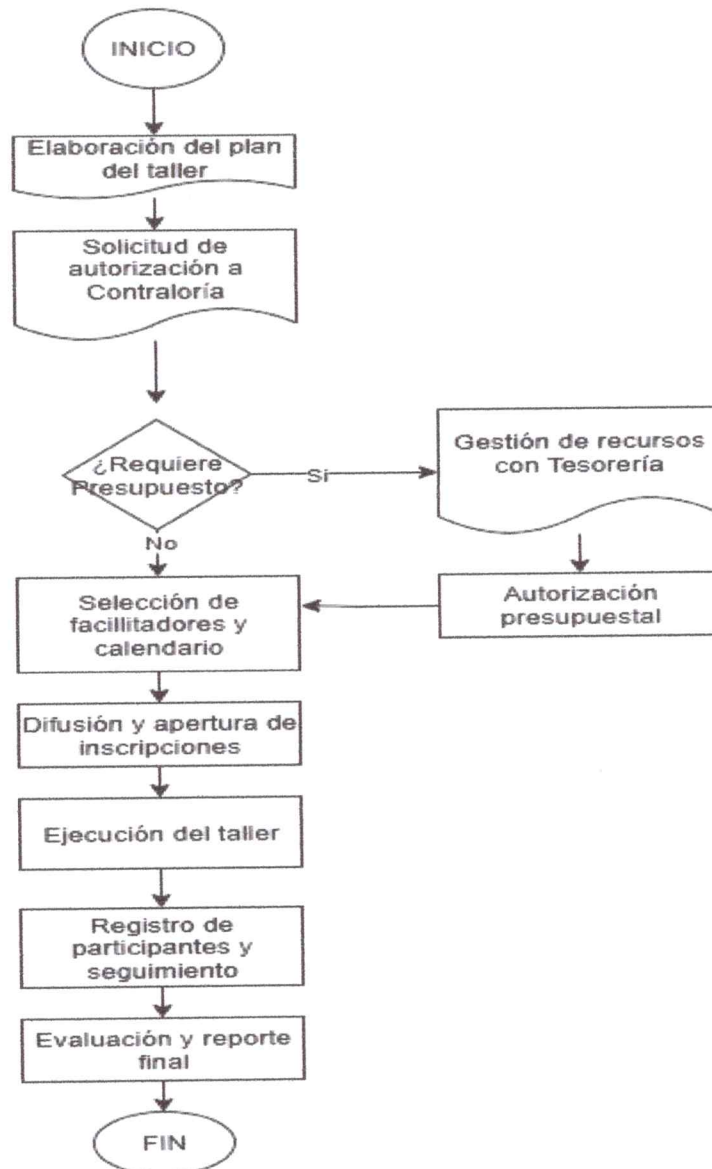 INICIO
Elaboración del plan
del taller
Solicitud de
autorización a
Contraloría
¿Requiere
Presupuesto?
Si
Gestión de recursos
con Tesorería
No
Autorización
presupuestal
Selección de
facillitadores y
calendario
Difusión y apertura de
inscripciones
Ejecución del taller
Registro de
participantes y
seguimiento
Evaluación y reporte
final
FIN